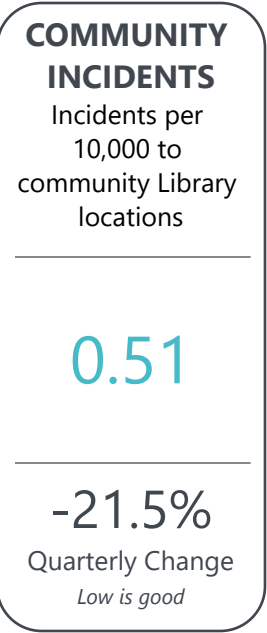 COMMUNITY
INCIDENTS
Incidents per
10,000 to
community Library
locations
0.51
-21.5%
Quarterly Change
Low is good